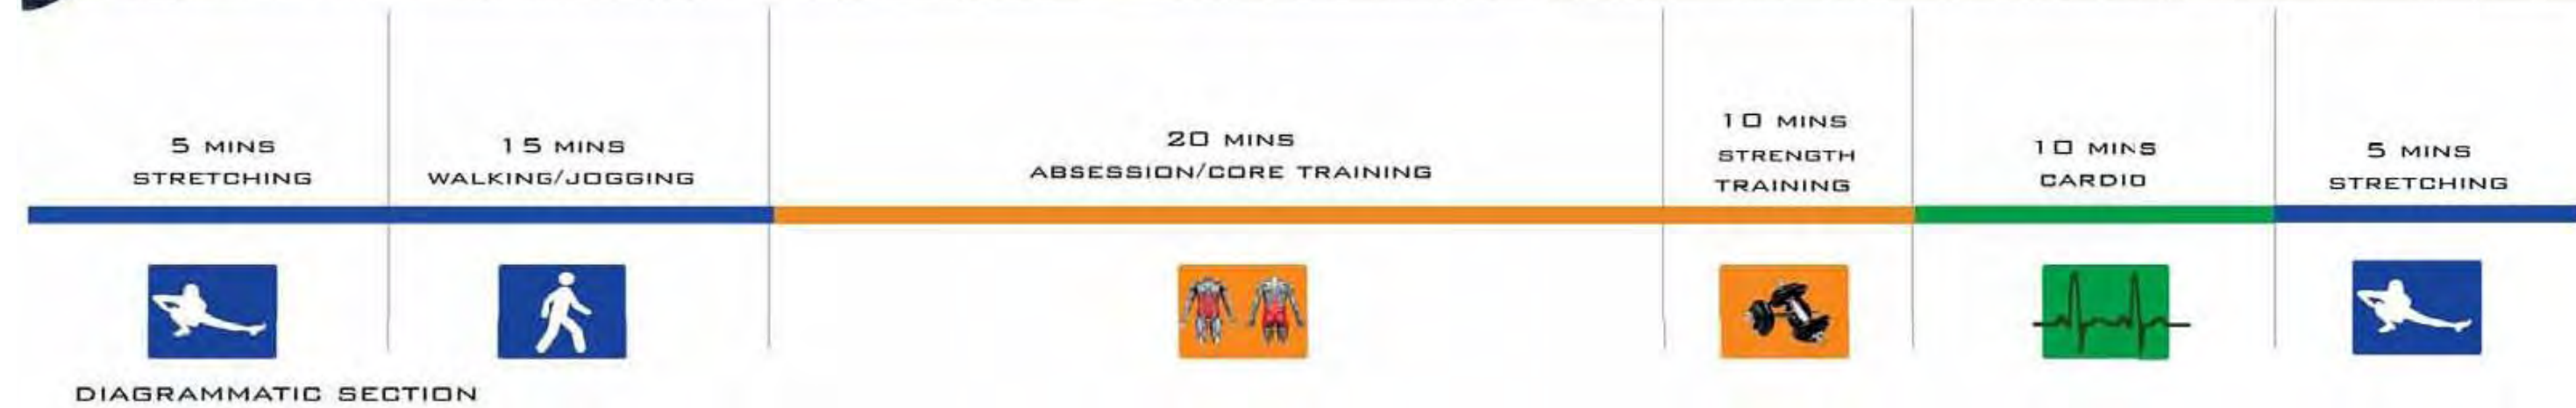 5 MINS
STRETCHING
15 MINS
WALKING/JOGGING
20 MINS
ABSESSION/CORE TRAINING
10 MINS
STRENGTH
TRAINING
10 MINS
CARDIO
5 MINS
STRETCHING
DIAGRAMMATIC SECTION